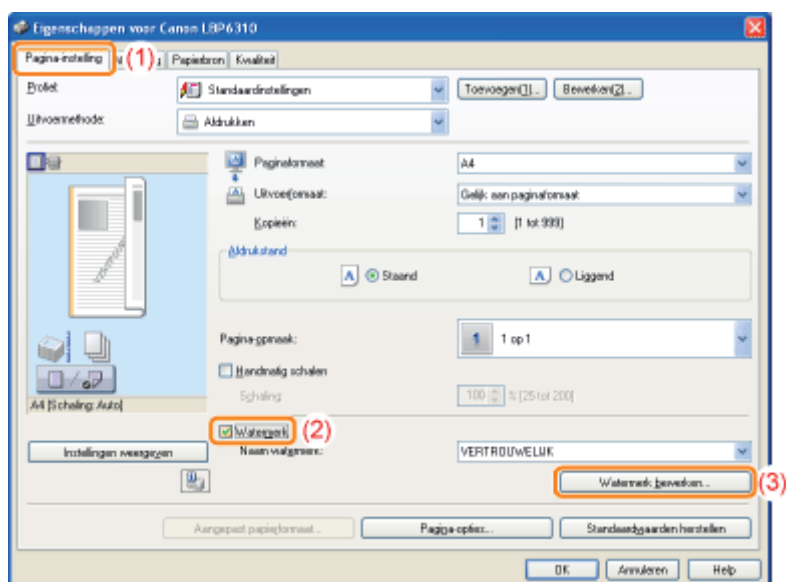 Eigenschappen voor Canon LBP6310
Pagina-instelling (1) Papierbron Kwaliteit
Profiel: Standaardinstellingen Toevoegen(1)... Bewerken(2)...
Uitvoermethode: Afdrukken
Paginaformaat: A4
Uitvoerformaat: Gelijk aan paginaformaat
Kopieën: 1 [1 tot 999]
Afdrukstand
A Staand A Liggend
Pagina-opmaak: 1 1 op 1
Handmatig schalen
Schaling: 100 % [25 tot 200]
A4 [Schaling: Auto]
Watermerk (2)
Instellingen weergeven Naam watermerk: VERTROUWELIJK
Watermerk bewerken... (3)
Aangepast papierformaat... Pagina-opties... Standaardwaarden herstellen
OK Annuleren Help